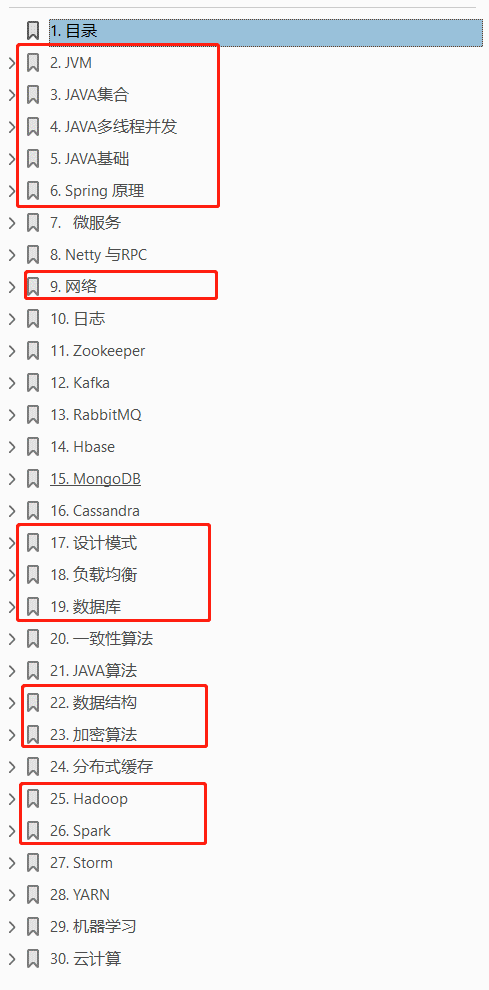 1. 目录
2. JVM
3. JAVA集合
4. JAVA多线程并发
5. JAVA基础
6. Spring 原理
7. 微服务
8. Netty 与RPC
9. 网络
10. 日志
11. Zookeeper
12. Kafka
13. RabbitMQ
14. Hbase
15. MongoDB
16. Cassandra
17. 设计模式
18. 负载均衡
19. 数据库
20. 一致性算法
21. JAVA算法
22. 数据结构
23. 加密算法
24. 分布式缓存
25. Hadoop
26. Spark
27. Storm
28. YARN
29. 机器学习
30. 云计算